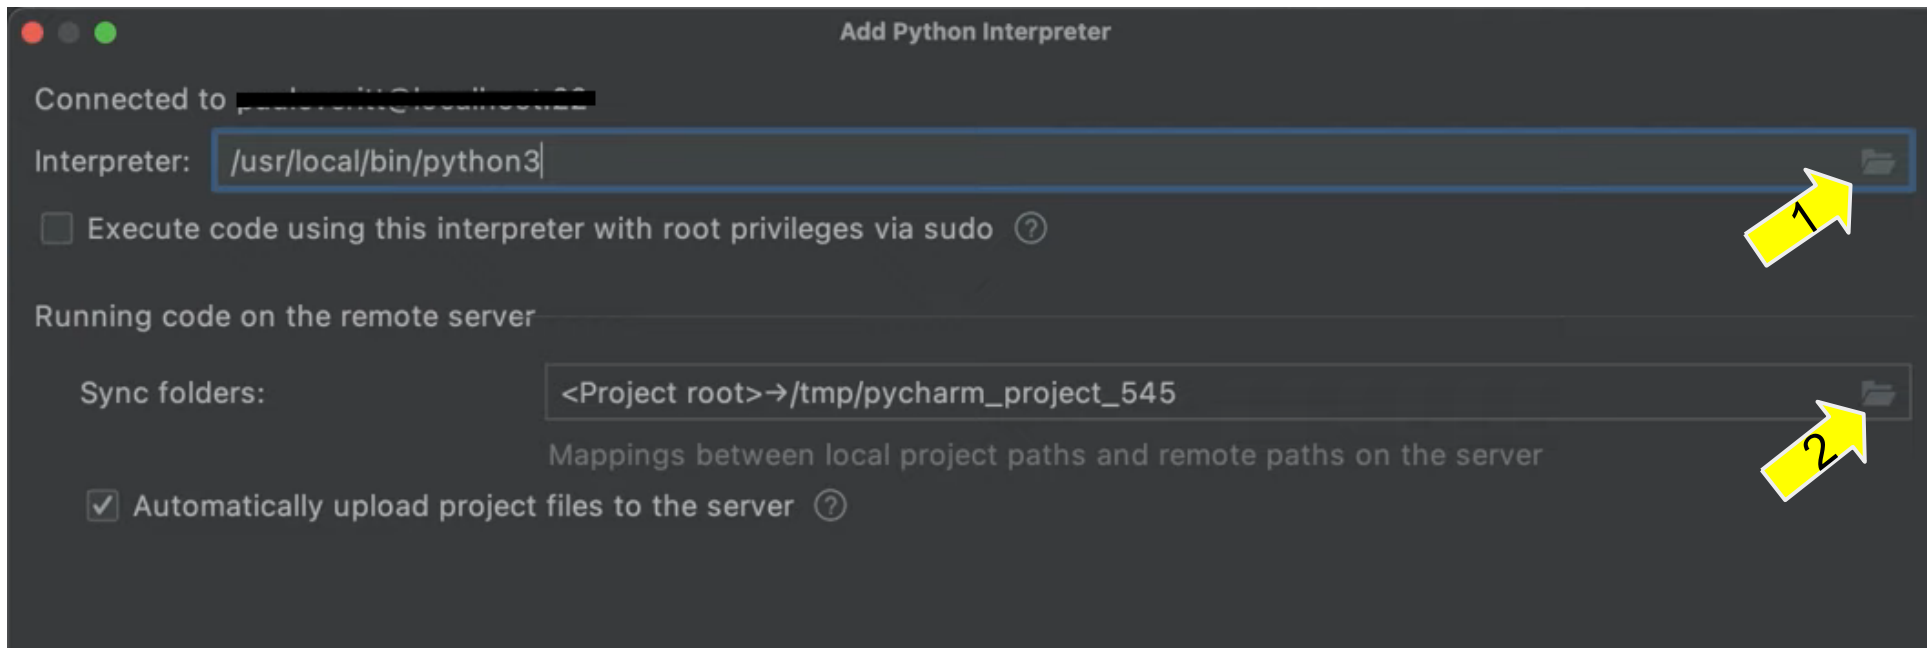 Add Python Interpreter
Connected to
Interpreter: /usr/local/bin/python3
1
Execute code using this interpreter with root privileges via sudo ?
Running code on the remote server
Sync folders: <Project root>→/tmp/pycharm_project_545
2
Mappings between local project paths and remote paths on the server
Automatically upload project files to the server ?